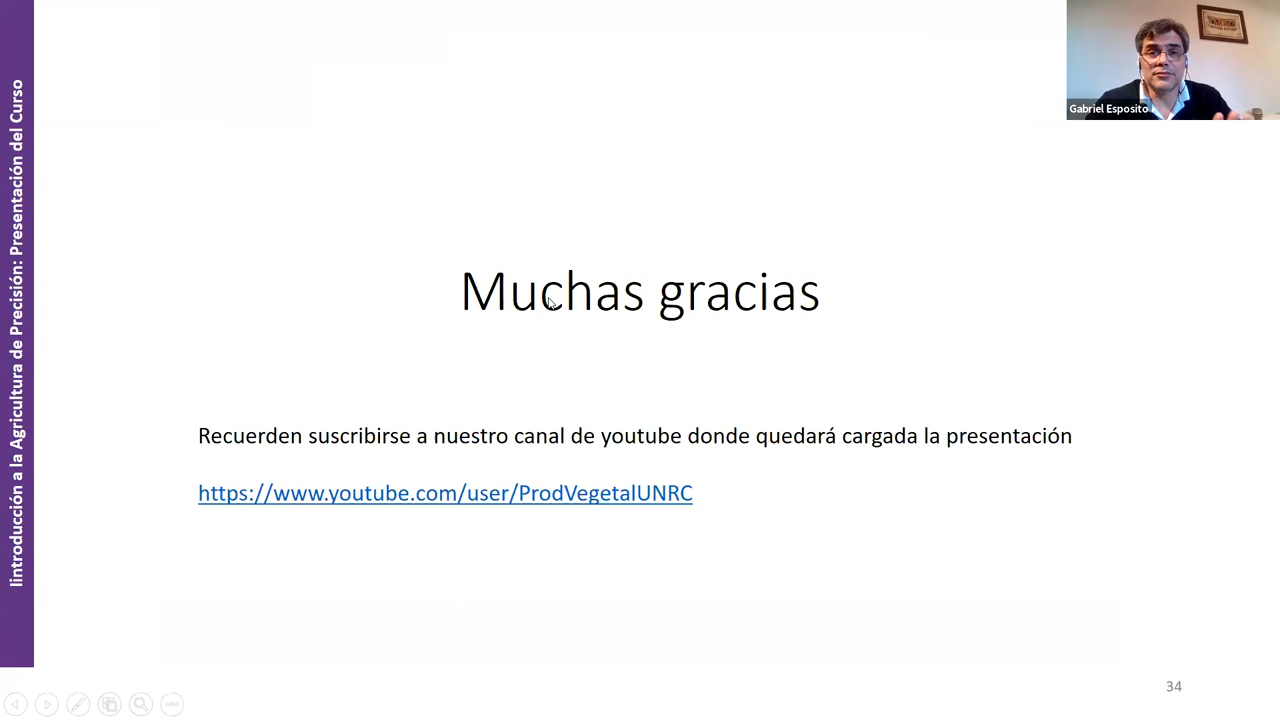 Iintroducción a la Agricultura de Precisión: Presentación del Curso
Gabriel Esposito
Muchas gracias
Recuerden suscribirse a nuestro canal de youtube donde quedará cargada la presentación
https://www.youtube.com/user/ProdVegetalUNRC
34